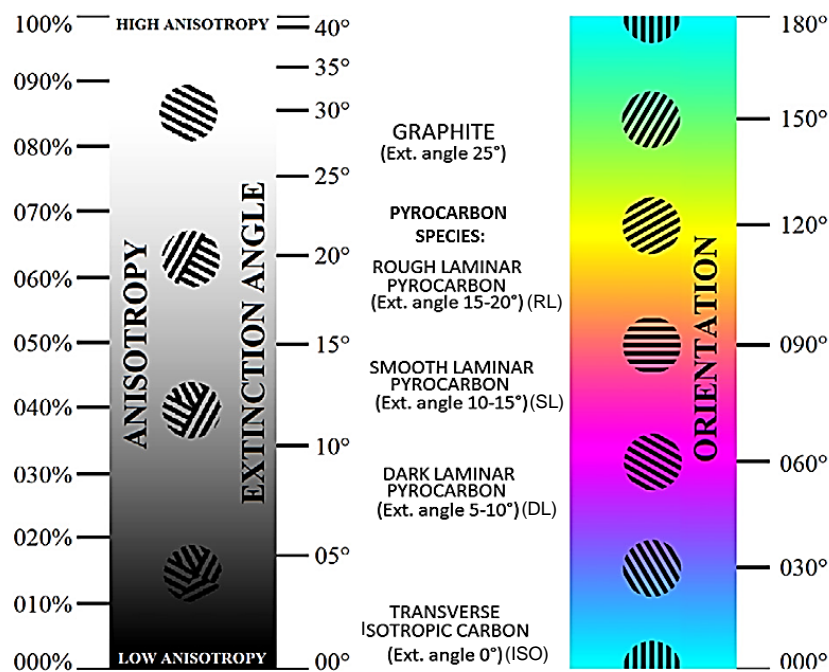 100%
090%
080%
070%
060%
050%
040%
030%
020%
010%
000%
HIGH ANISOTROPY
ANISOTROPY
EXTINCTION ANGLE
LOW ANISOTROPY
40°
35°
30°
25°
20°
15°
10°
05°
00°
GRAPHITE
(Ext. angle 25°)
PYROCARBON
SPECIES:
ROUGH LAMINAR
PYROCARBON
(Ext. angle 15-20°) (RL)
SMOOTH LAMINAR
PYROCARBON
(Ext. angle 10-15°) (SL)
DARK LAMINAR
PYROCARBON
(Ext. angle 5-10°) (DL)
TRANSVERSE
ISOTROPIC CARBON
(Ext. angle 0°) (ISO)
ORIENTATION
180°
150°
120°
090°
060°
030°
000°